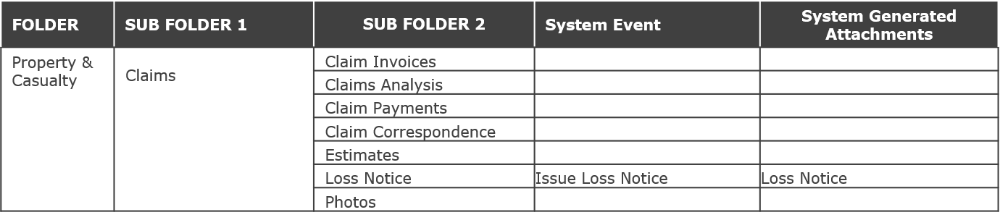 FOLDER SUB FOLDER 1 SUB FOLDER 2 System Event System Generated
Attachments
Property &
Casualty
Claims
Claim Invoices
Claims Analysis
Claim Payments
Claim Correspondence
Estimates
Loss Notice Issue Loss Notice Loss Notice
Photos